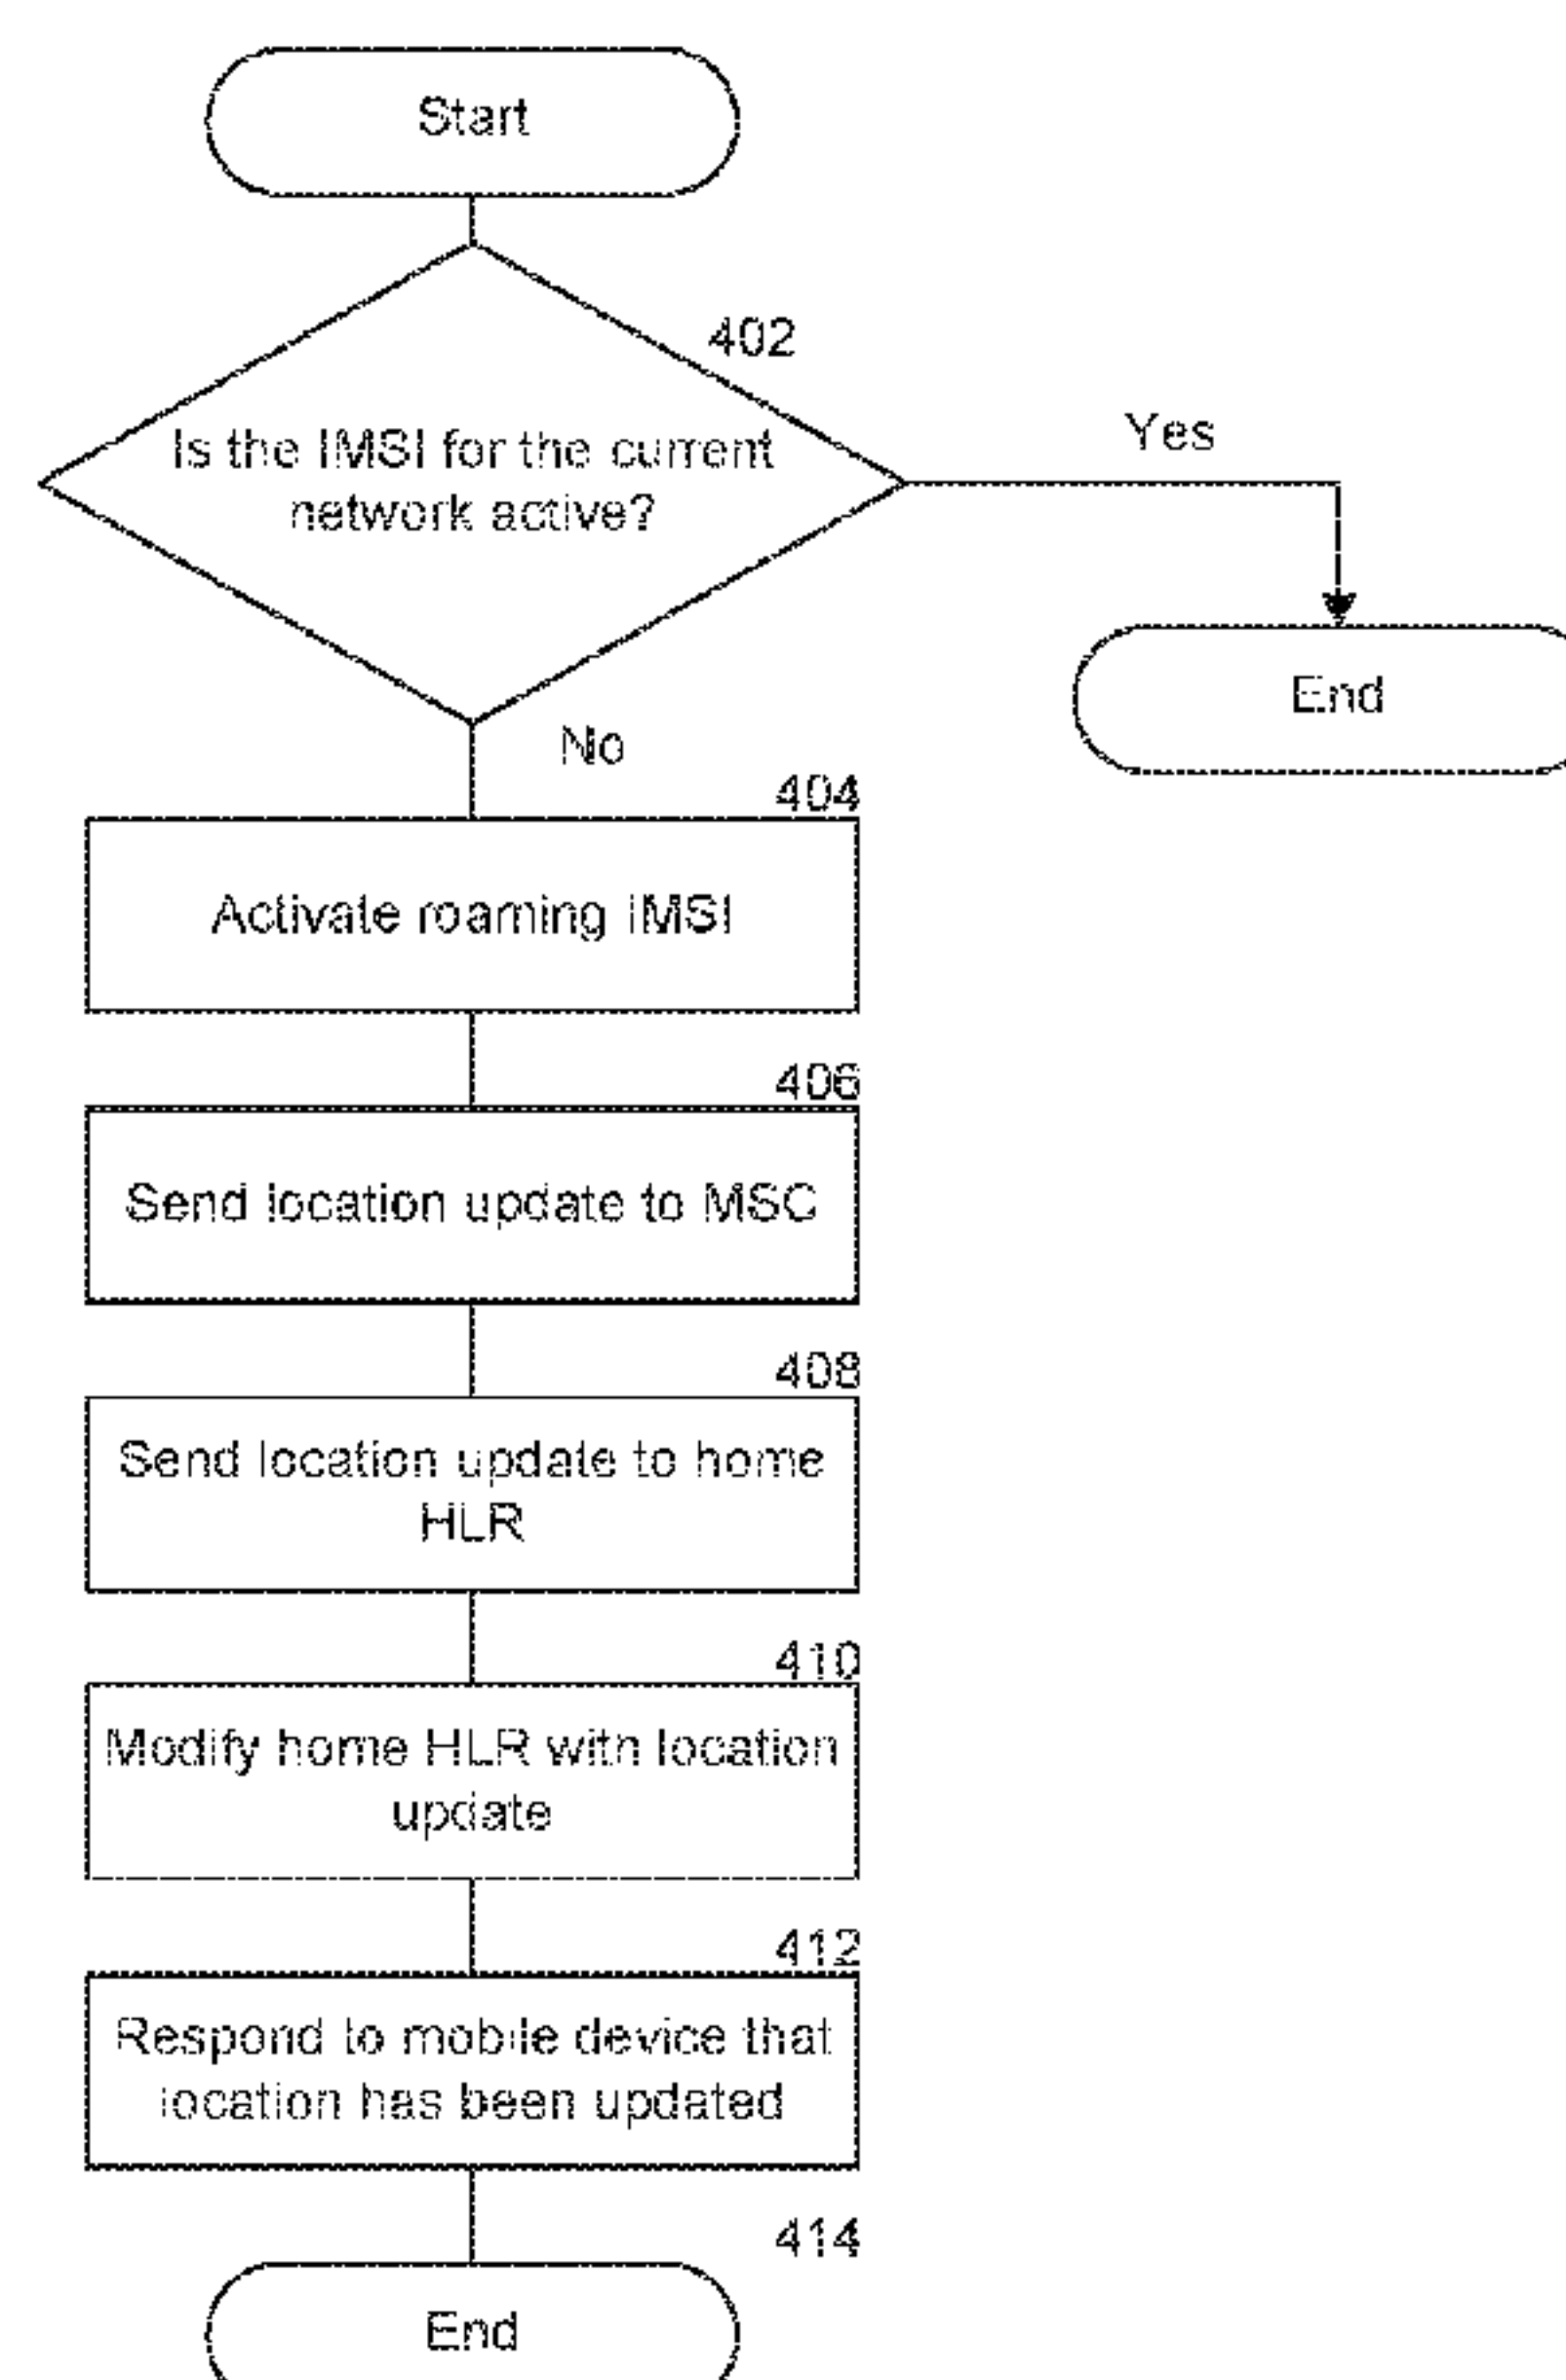 Start
402
Is the IMSI for the current
network active?
Yes
End
No
404
Activate roaming IMSI
406
Send location update to MSC
408
Send location update to home
HLR
410
Modify home HLR with location
update
412
Respond to mobile device that
location has been updated
414
End